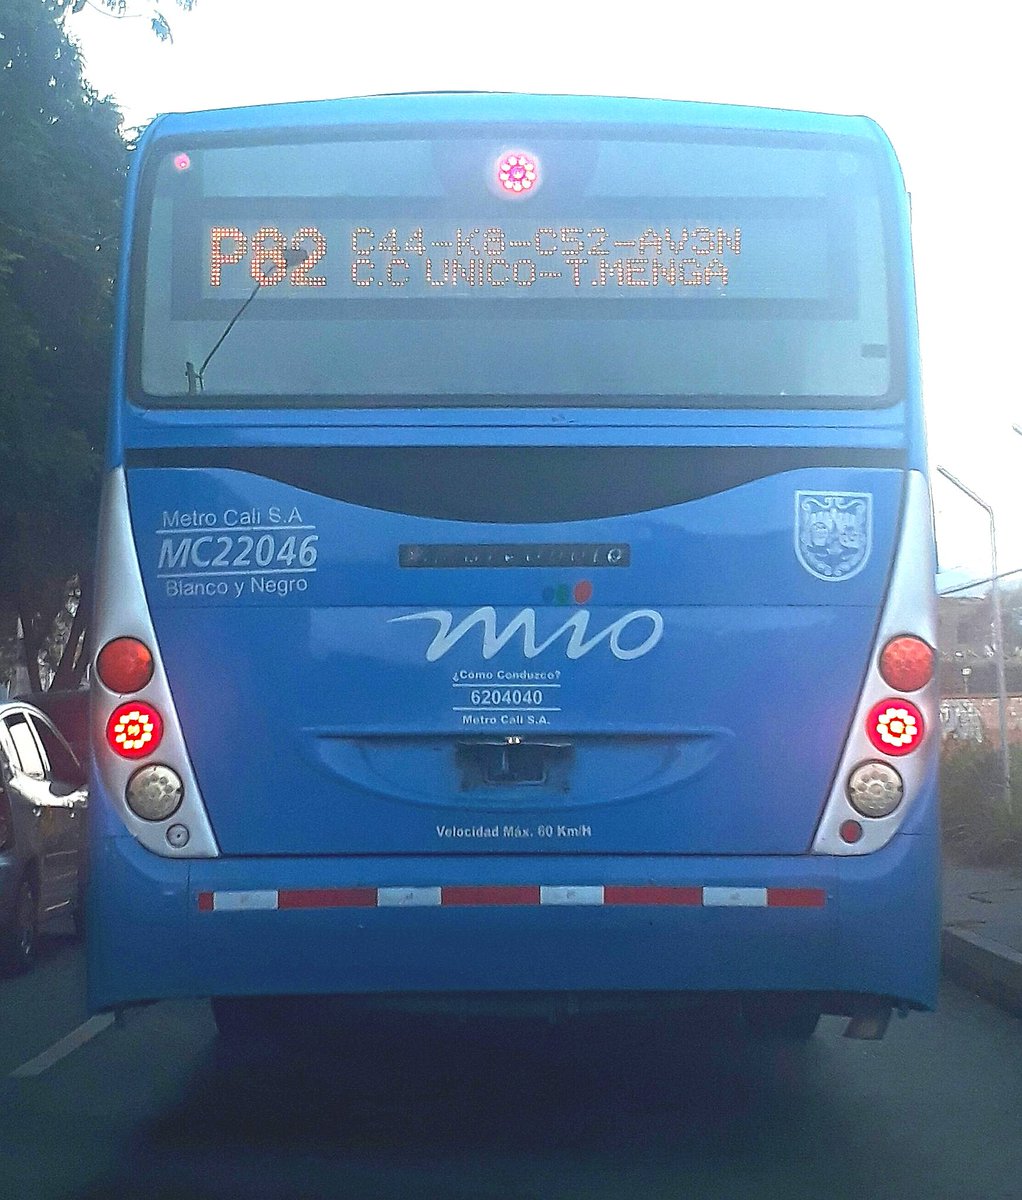 P82 C44-K8-C52-AV3N
C.C UNICO-T.MENGA
Metro Cali S.A
MC22046
Blanco y Negro
mio
¿Cómo Conduzco?
6204040
Metro Cali S.A.
Velocidad Máx. 60 Km/H